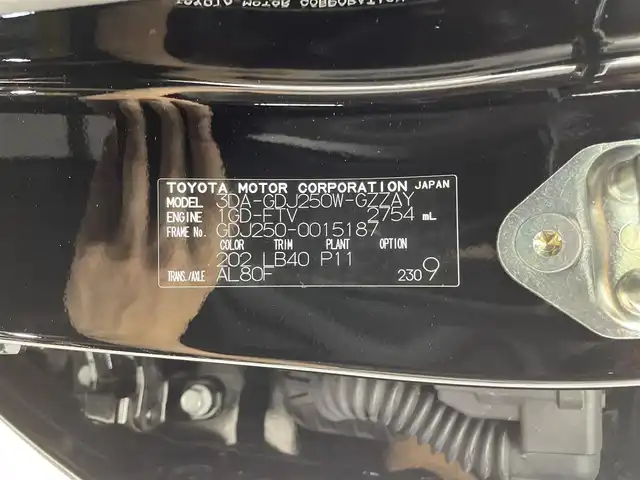 TOYOTA MOTOR CORPORATION JAPAN
MODEL 3DA-GDJ250W-GZZAY
ENGINE 1GD-FTV 2754 mL
FRAME No. GDJ250-0015187
COLOR TRIM PLANT OPTION
202 LB40 P11
TRANS./AXLE AL80F 2309